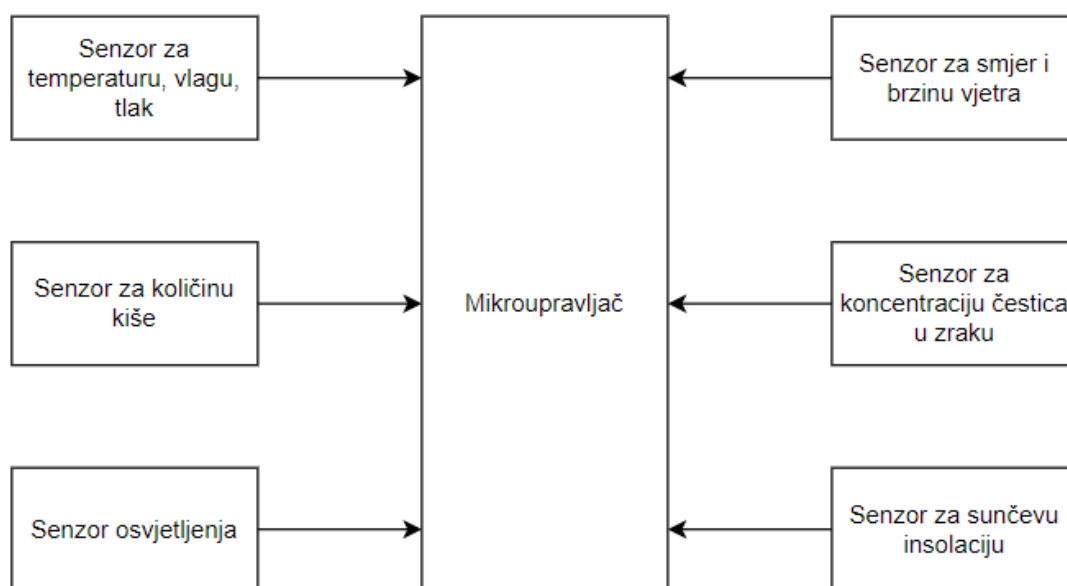 Senzor za
temperaturu, vlagu,
tlak
Senzor za količinu
kiše
Senzor osvjetljenja
Mikroupravljač
Senzor za smjer i
brzinu vjetra
Senzor za
koncentraciju čestica
u zraku
Senzor za sunčevu
insolaciju